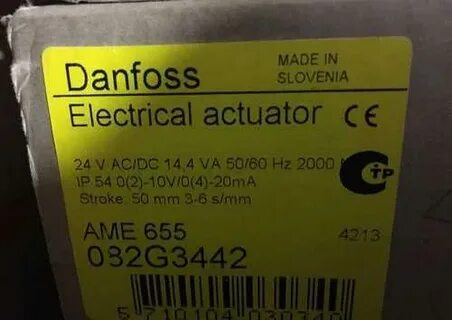 Danfoss
MADE IN
SLOVENIA
Electrical actuator CE
24 V AC/DC 14,4 VA 50/60 Hz 2000
IP 54 0(2)-10V/0(4)-20mA
Stroke: 50 mm 3-6 s/mm
AME 655
4213
082G3442